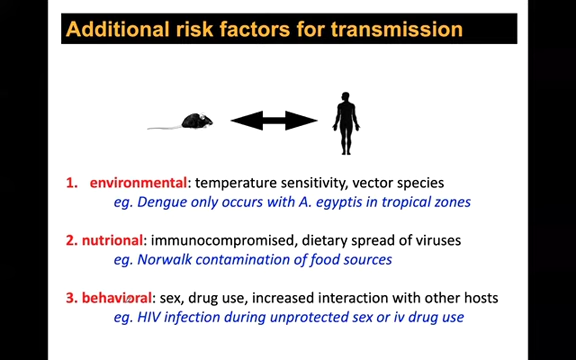 Additional risk factors for transmission
1. environmental: temperature sensitivity, vector species
eg. Dengue only occurs with A. egyptis in tropical zones
2. nutrional: immunocompromised, dietary spread of viruses
eg. Norwalk contamination of food sources
3. behavioral: sex, drug use, increased interaction with other hosts
eg. HIV infection during unprotected sex or iv drug use